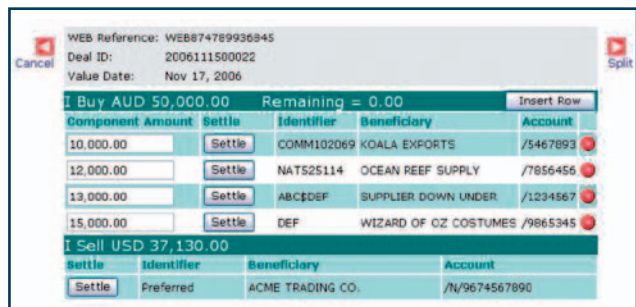 Cancel
Split
WEB Reference: WEB874789936845
Deal ID: 2006111500022
Value Date: Nov 17, 2006
I Buy AUD 50,000.00 Remaining = 0.00 Insert Row
Component Amount Settle Identifier Beneficiary Account
10,000.00 Settle COMM102069 KOALA EXPORTS /5467893
12,000.00 Settle NAT525114 OCEAN REEF SUPPLY /7856456
13,000.00 Settle ABC$DEF SUPPLIER DOWN UNDER /1234567
15,000.00 Settle DEF WIZARD OF OZ COSTUMES /9865345
I Sell USD 37,130.00
Settle Identifier Beneficiary Account
Settle Preferred ACME TRADING CO. /N/9674567890